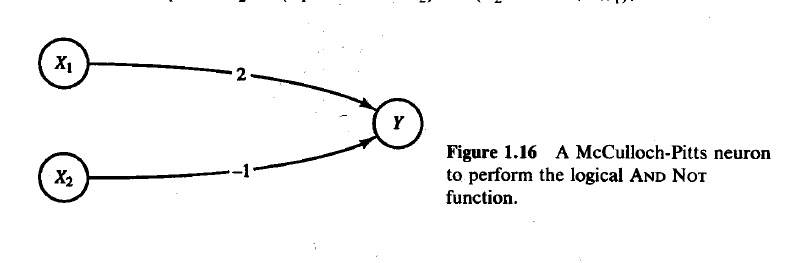 X₁
2
Y
X₂
-1
Figure 1.16 A McCulloch-Pitts neuron
to perform the logical AND NOT
function.